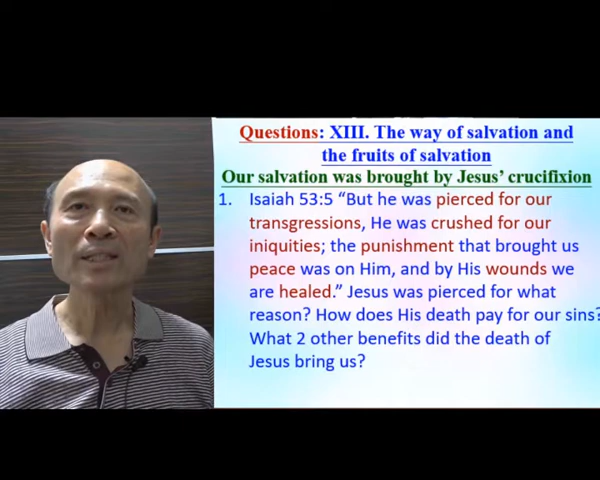 Questions: XIII. The way of salvation and
the fruits of salvation
Our salvation was brought by Jesus’ crucifixion
1. Isaiah 53:5 “But he was pierced for our
transgressions, He was crushed for our
iniquities; the punishment that brought us
peace was on Him, and by His wounds we
are healed.” Jesus was pierced for what
reason? How does His death pay for our sins?
What 2 other benefits did the death of
Jesus bring us?